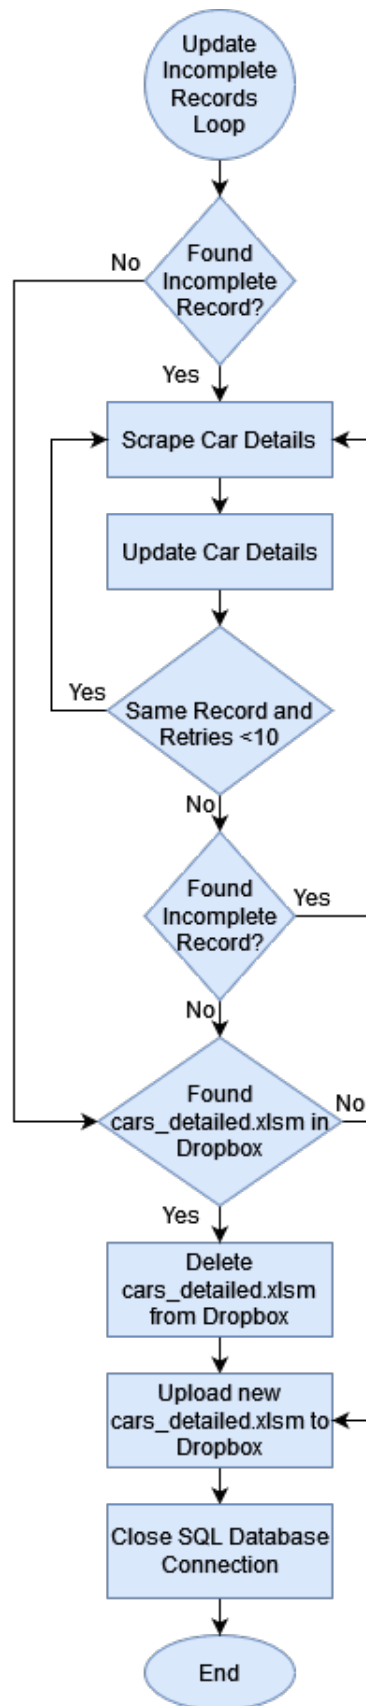 Update
Incomplete
Records
Loop
No
Found
Incomplete
Record?
Yes
Scrape Car Details
Update Car Details
Yes
Same Record and
Retries <10
No
Found
Incomplete
Record?
Yes
No
Found
cars_detailed.xlsm in
Dropbox
No
Yes
Delete
cars_detailed.xlsm
from Dropbox
Upload new
cars_detailed.xlsm to
Dropbox
Close SQL Database
Connection
End